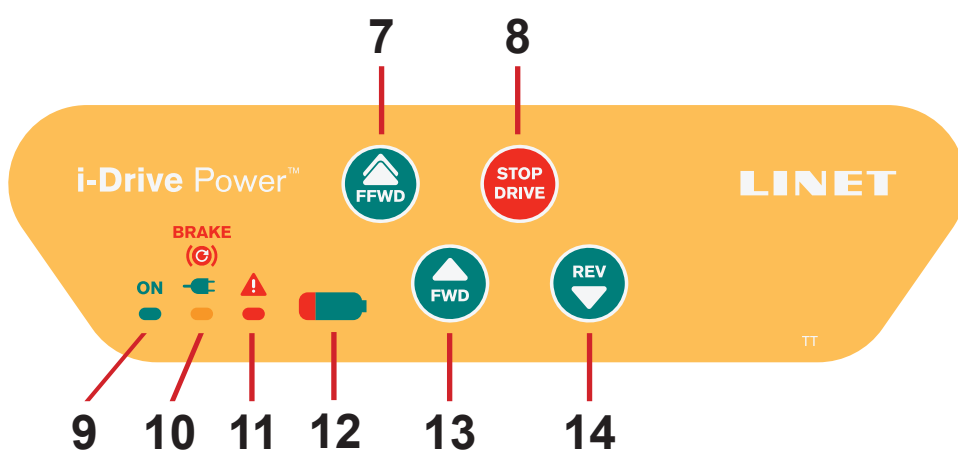 7 8
i-Drive Power™
FFWD
STOP
DRIVE
LINET
BRAKE
ON
FWD
REV
TT
9 10 11 12 13 14